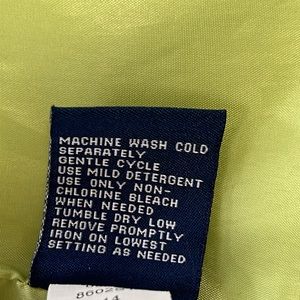 MACHINE WASH COLD
SEPARATELY
GENTLE CYCLE
USE MILD DETERGENT
USE ONLY NON-
CHLORINE BLEACH
WHEN NEEDED
TUMBLE DRY LOW
REMOVE PROMPTLY
IRON ON LOWEST
SETTING AS NEEDED